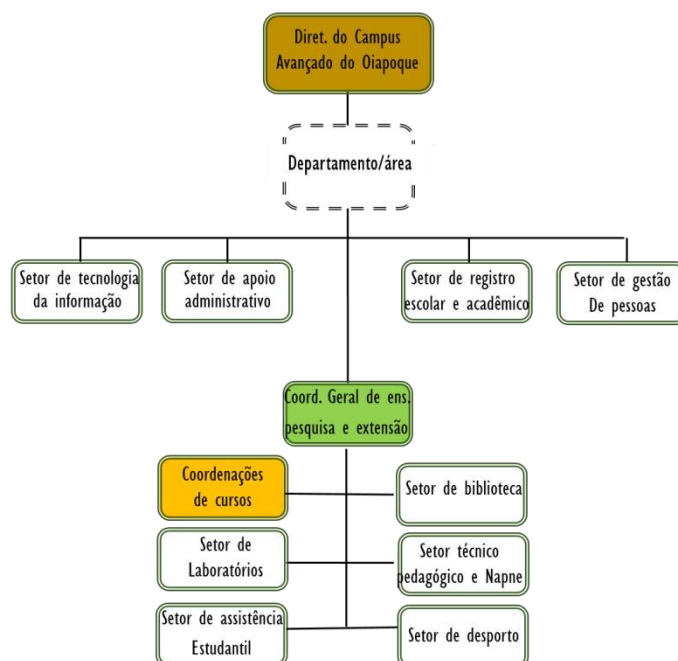 Diret. do Campus
Avançado do Oiapoque
Departamento/área
Setor de tecnologia
da informação
Setor de apoio
administrativo
Setor de registro
escolar e acadêmico
Setor de gestão
De pessoas
Coord. Geral de ens.
pesquisa e extensão
Coordenações
de cursos
Setor de biblioteca
Setor de
Laboratórios
Setor técnico
pedagógico e Napne
Setor de assistência
Estudantil
Setor de desporto